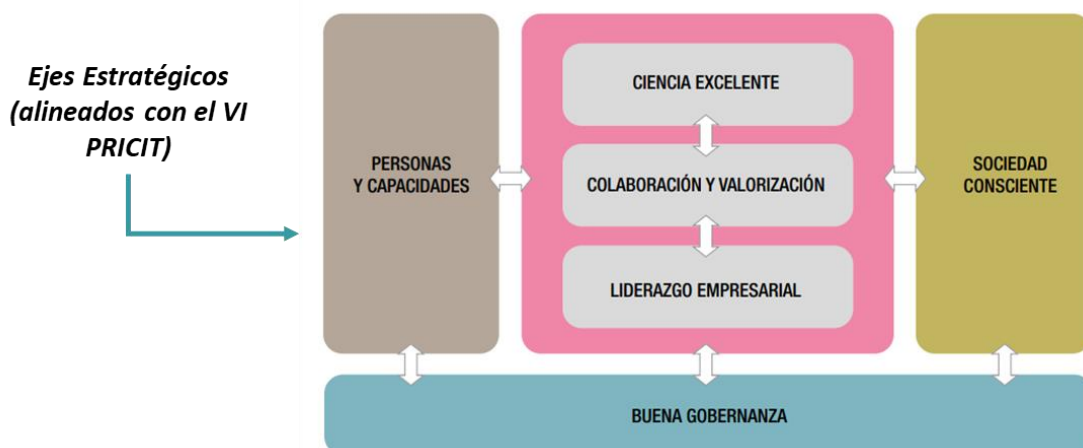 Ejes Estratégicos
(alineados con el VI
PRICIT)
PERSONAS
Y CAPACIDADES
CIENCIA EXCELENTE
COLABORACIÓN Y VALORIZACIÓN
LIDERAZGO EMPRESARIAL
SOCIEDAD
CONSCIENTE
BUENA GOBERNANZA